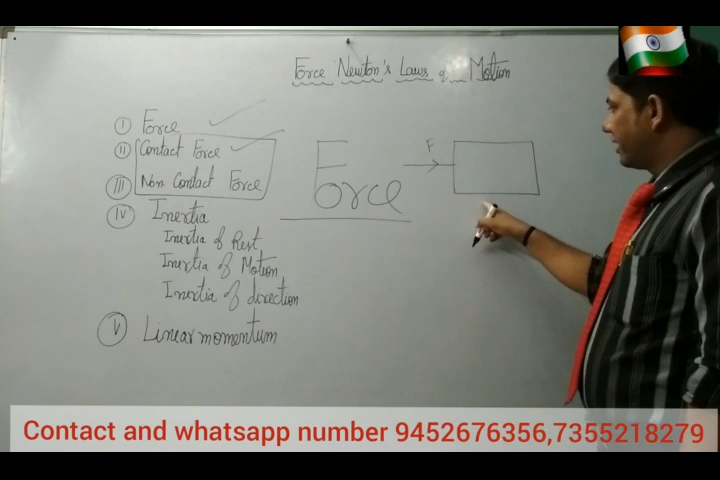 Force Newton's Laws of Motion
I Force
II Contact Force
III Non Contact Force
IV Inertia
Inertia of Rest
Inertia of Motion
Inertia of direction
V Linear momentum
Force
F
Contact and whatsapp number 9452676356,7355218279